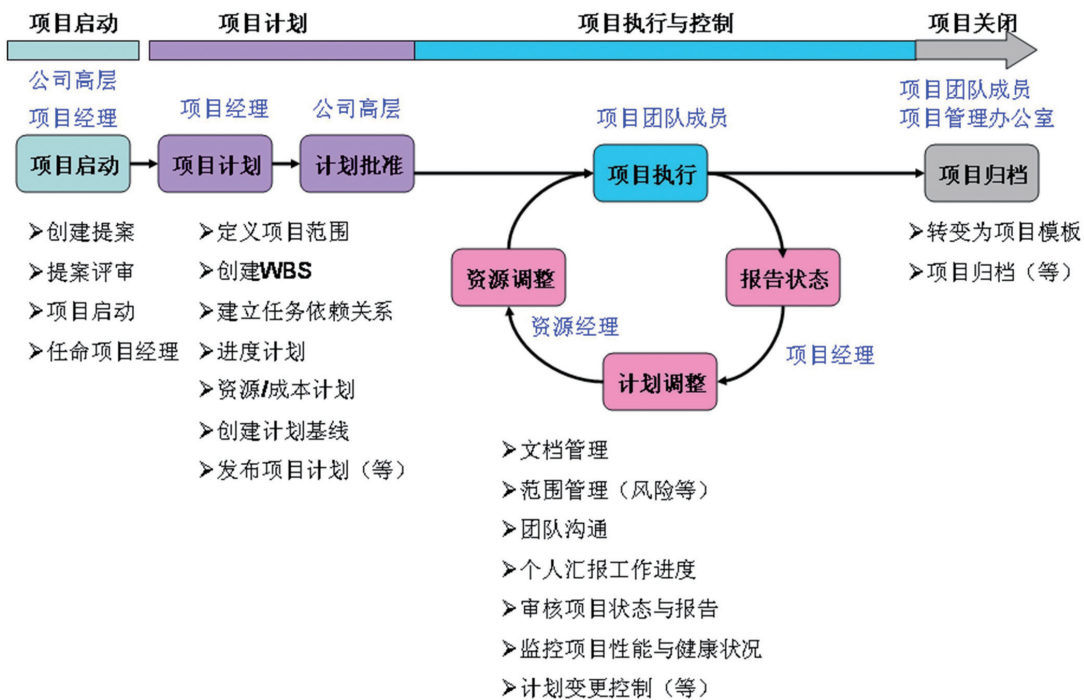 项目启动
项目计划
项目执行与控制
项目关闭
公司高层
项目经理
项目经理
公司高层
项目团队成员
项目团队成员
项目管理办公室
项目启动
项目计划
计划批准
项目执行
项目归档
➢创建提案
➢提案评审
➢项目启动
➢任命项目经理
➢定义项目范围
➢创建WBS
➢建立任务依赖关系
➢进度计划
➢资源/成本计划
➢创建计划基线
➢发布项目计划（等）
资源调整
报告状态
资源经理
项目经理
计划调整
➢转变为项目模板
➢项目归档（等）
➢文档管理
➢范围管理（风险等）
➢团队沟通
➢个人汇报工作进度
➢审核项目状态与报告
➢监控项目性能与健康状况
➢计划变更控制（等）